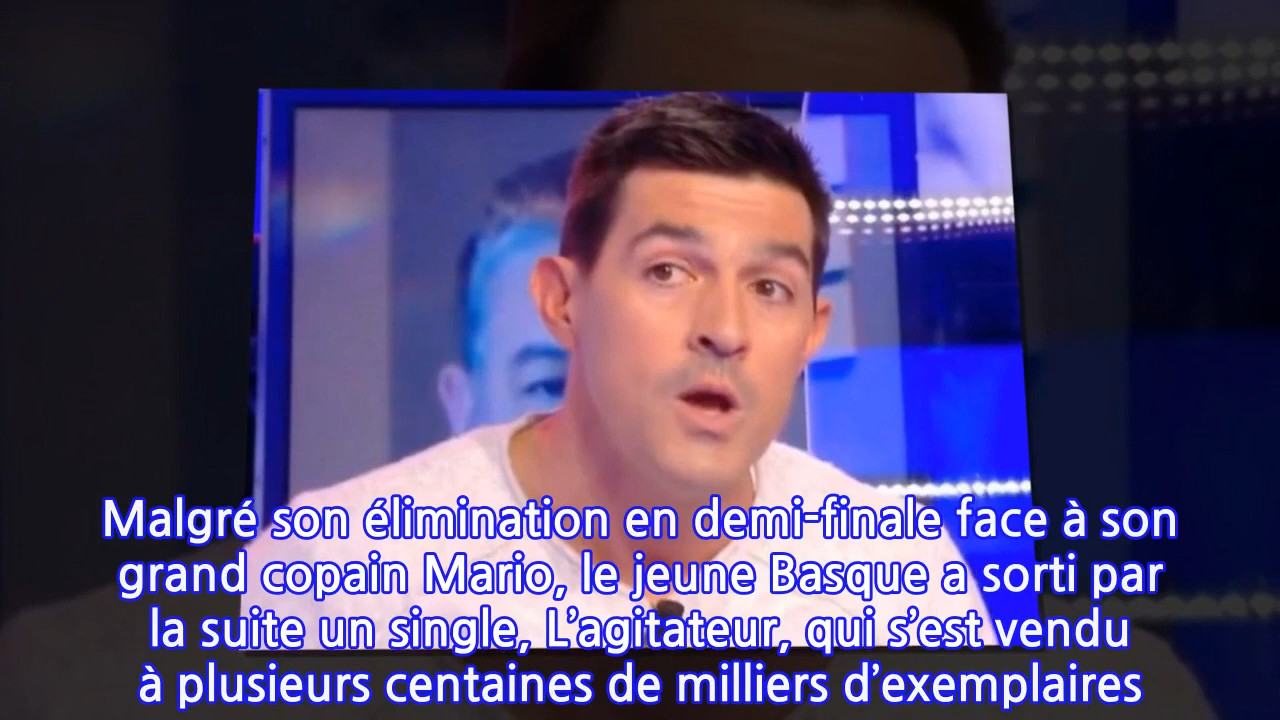 Malgré son élimination en demi-finale face à son
grand copain Mario, le jeune Basque a sorti par
la suite un single, L’agitateur, qui s’est vendu
à plusieurs centaines de milliers d’exemplaires